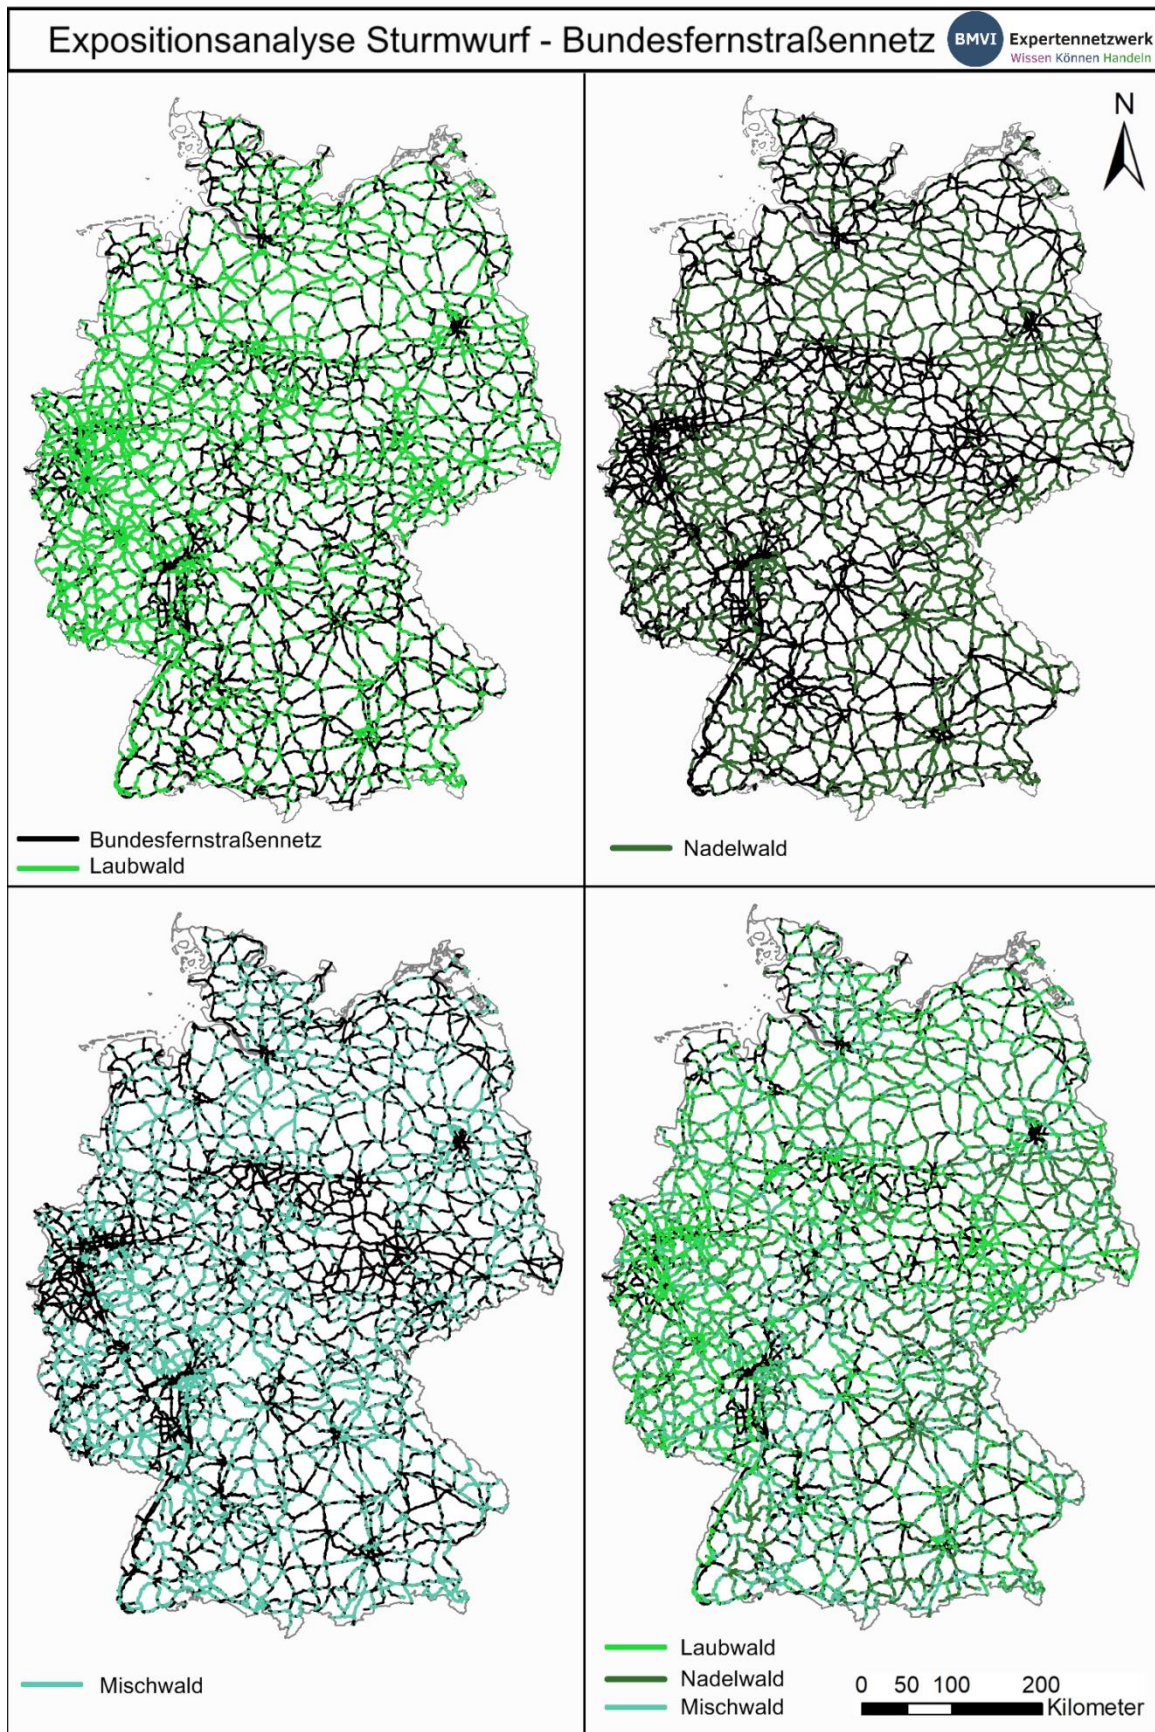 Expositionsanalyse Sturmwurf - Bundesfernstraßennetz
BMVI
Expertennetzwerk
Wissen Können Handeln
N
Bundesfernstraßennetz
Laubwald
Nadelwald
Mischwald
Laubwald
Nadelwald
Mischwald
0 50 100 200
Kilometer